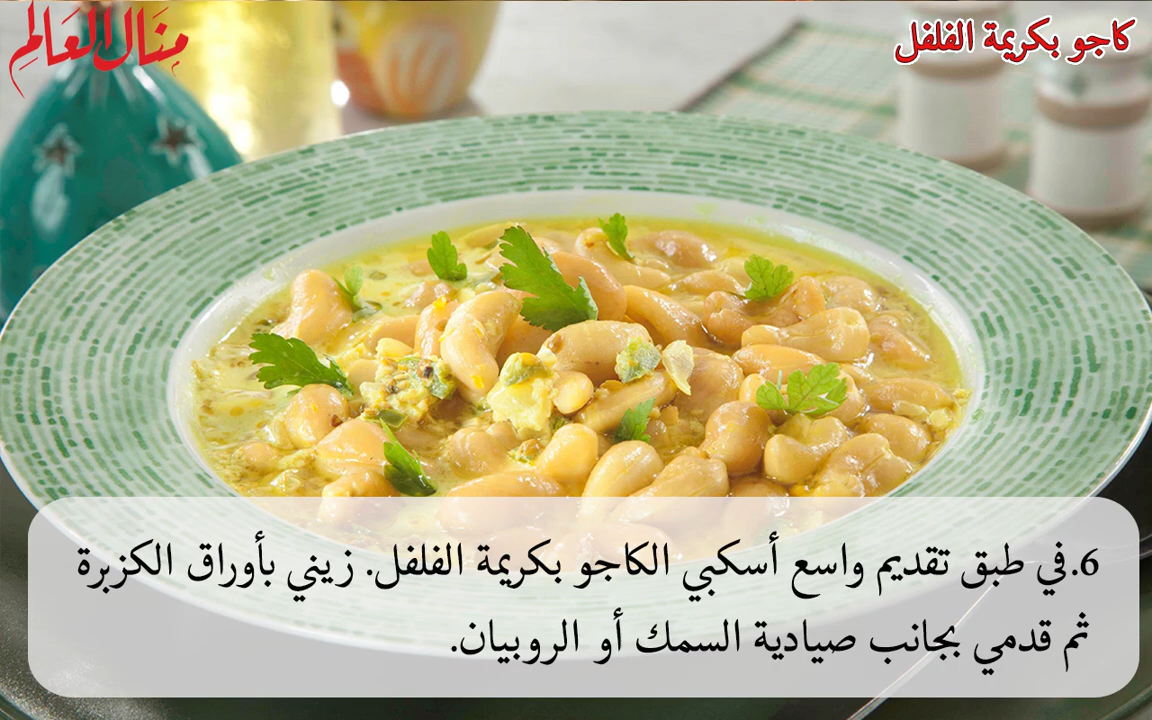 كاجو بكريمة الفلفل
منال العالم
6.في طبق تقديم واسع أسكبي الكاجو بكريمة الفلفل. زيني بأوراق الكزبرة
ثم قدمي بجانب صيادية السمك أو الروبيان.